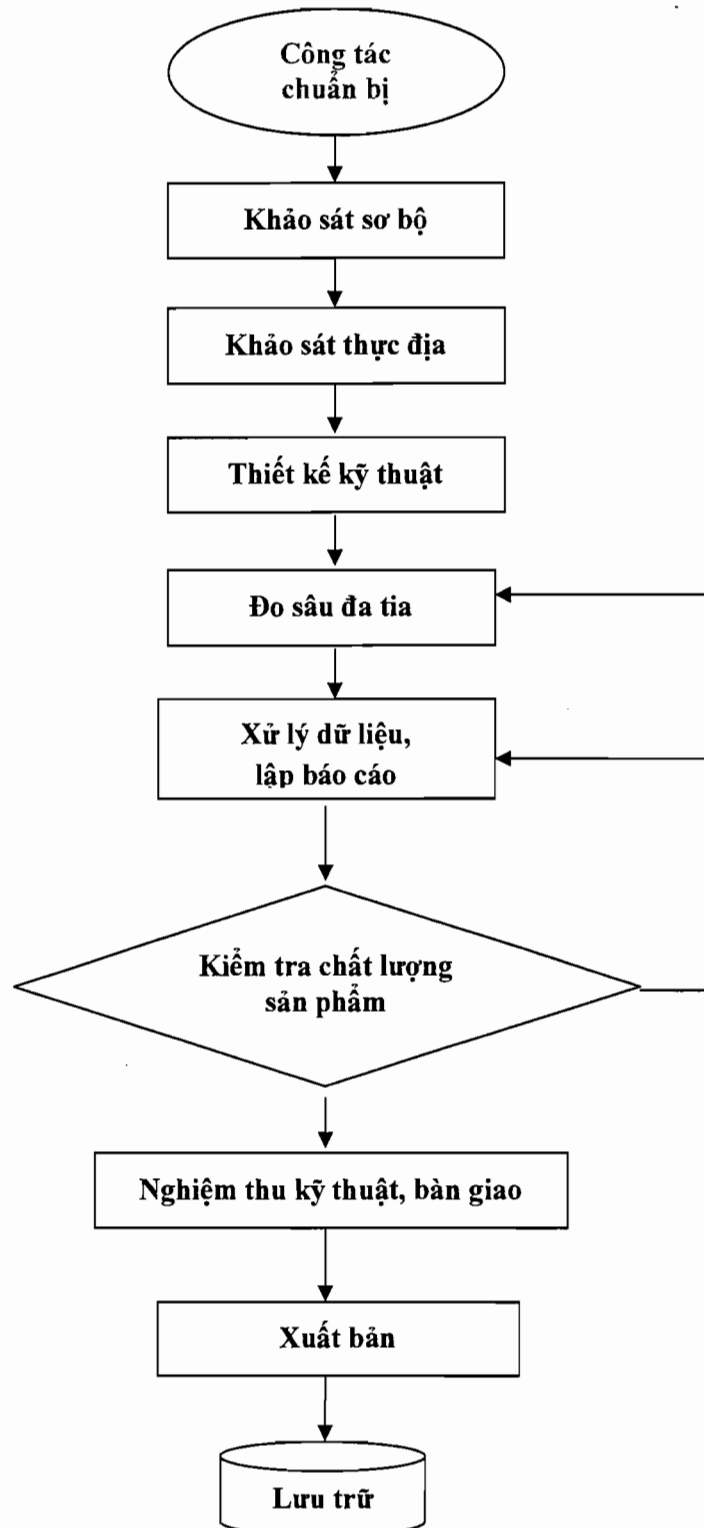 Công tác
chuẩn bị
Khảo sát sơ bộ
Khảo sát thực địa
Thiết kế kỹ thuật
Đo sâu đa tia
Xử lý dữ liệu,
lập báo cáo
Kiểm tra chất lượng
sản phẩm
Nghiệm thu kỹ thuật, bàn giao
Xuất bản
Lưu trữ